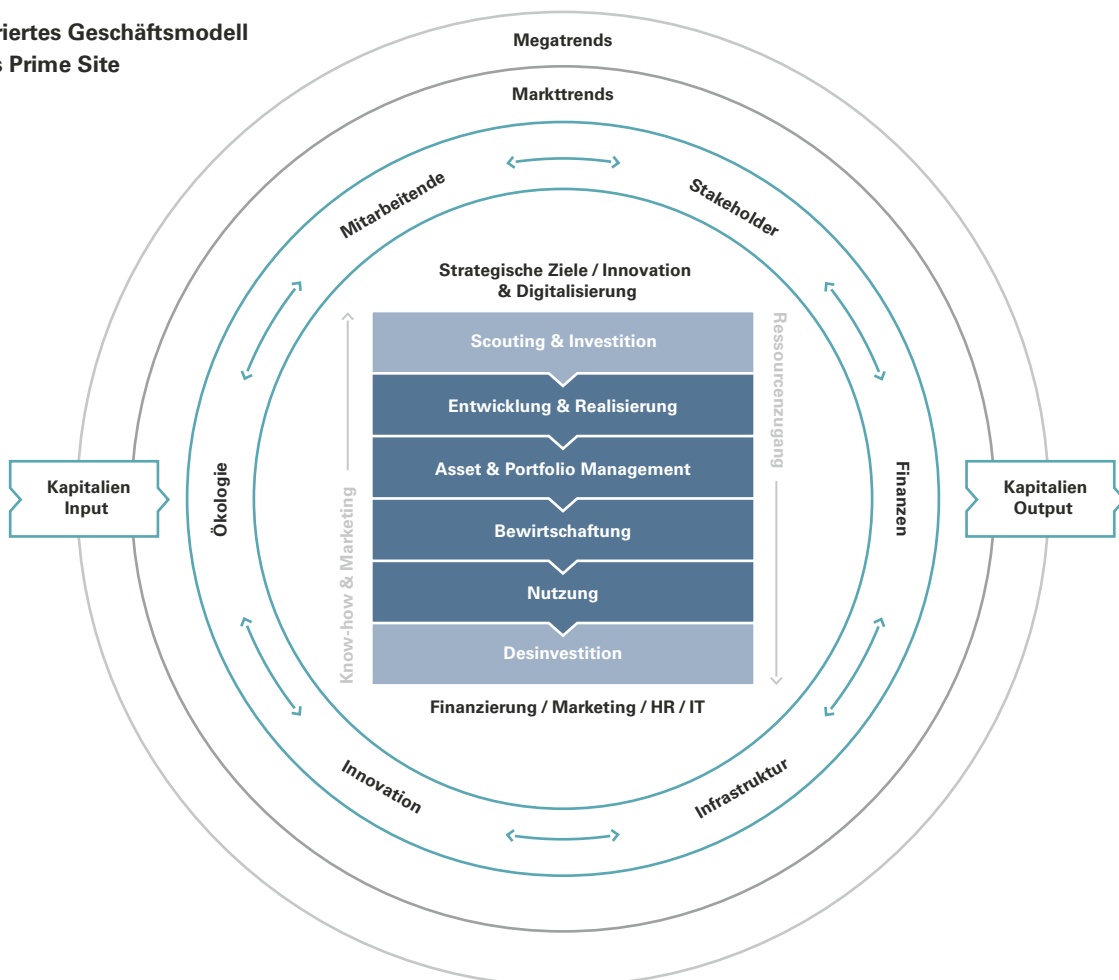 riertes Geschäftsmodell
s Prime Site
Megatrends
Markttrends
Mitarbeitende
Stakeholder
Strategische Ziele / Innovation
& Digitalisierung
Scouting & Investition
Entwicklung & Realisierung
Asset & Portfolio Management
Bewirtschaftung
Nutzung
Desinvestition
Know-how & Marketing
Ressourcenzugang
Finanzierung / Marketing / HR / IT
Ökologie
Finanzen
Kapitalien
Input
Kapitalien
Output
Innovation
Infrastruktur